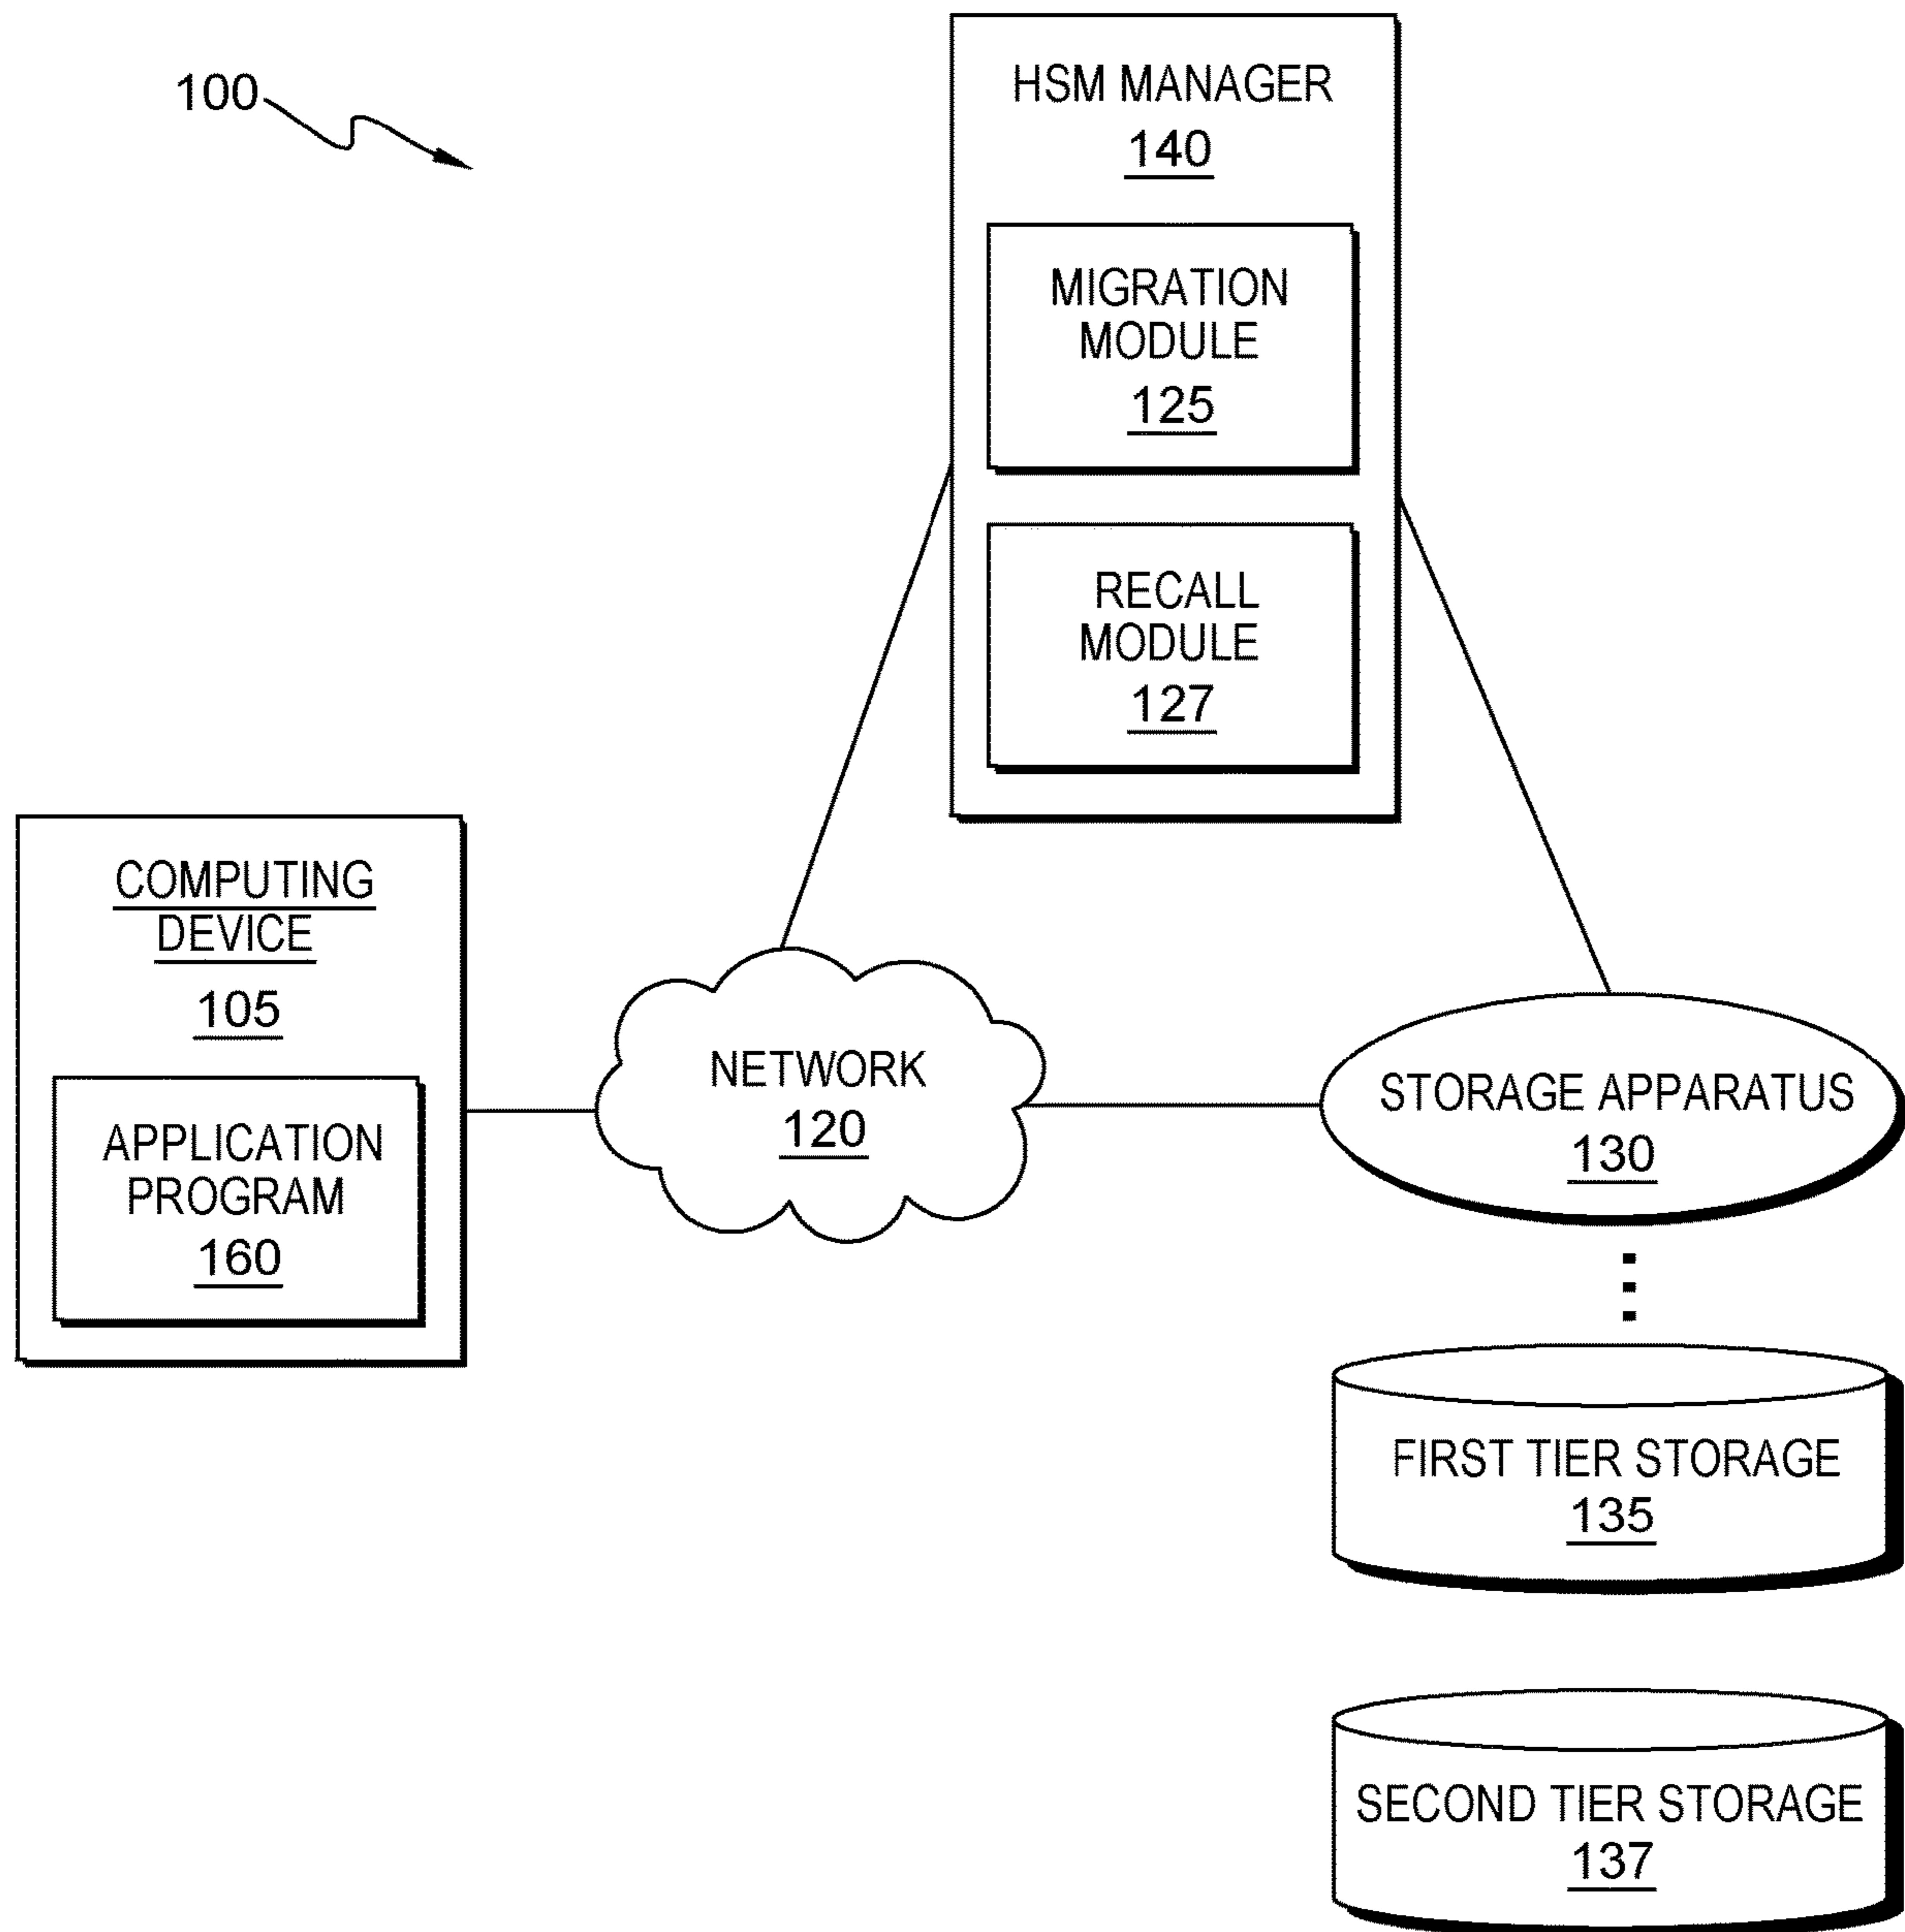 100
HSM MANAGER
140
MIGRATION
MODULE
125
RECALL
MODULE
127
COMPUTING
DEVICE
105
APPLICATION
PROGRAM
160
NETWORK
120
STORAGE APPARATUS
130
FIRST TIER STORAGE
135
SECOND TIER STORAGE
137